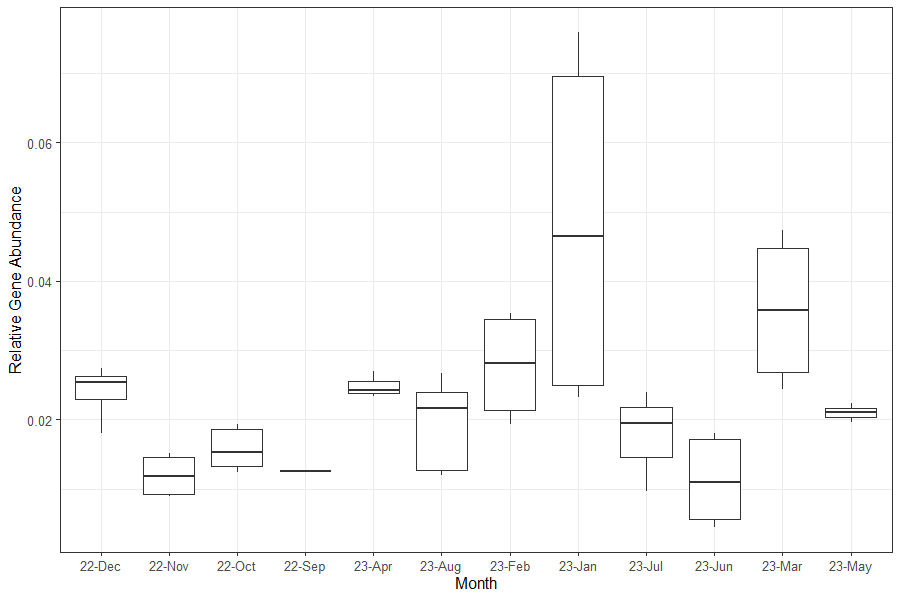 Relative Gene Abundance
0.06
0.04
0.02
22-Dec 22-Nov 22-Oct 22-Sep 23-Apr 23-Aug 23-Feb 23-Jan 23-Jul 23-Jun 23-Mar 23-May
Month